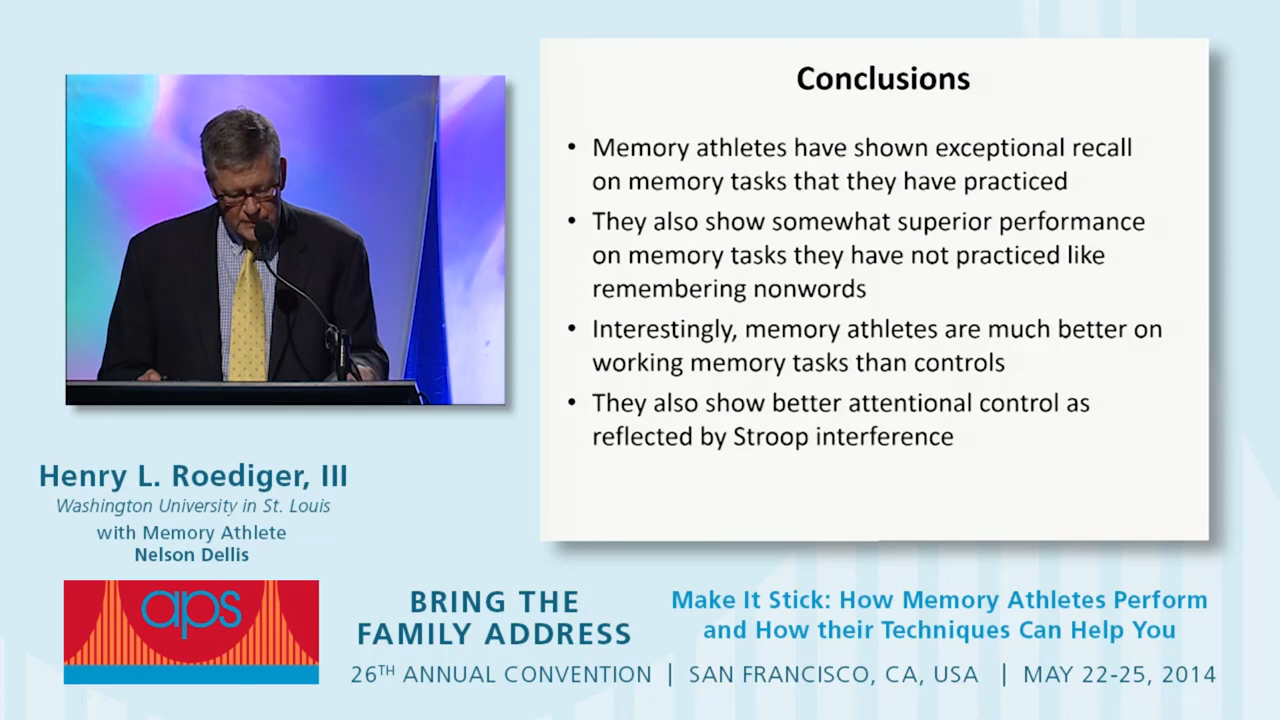 Conclusions
• Memory athletes have shown exceptional recall
on memory tasks that they have practiced
• They also show somewhat superior performance
on memory tasks they have not practiced like
remembering nonwords
• Interestingly, memory athletes are much better on
working memory tasks than controls
• They also show better attentional control as
reflected by Stroop interference
Henry L. Roediger, III
Washington University in St. Louis
with Memory Athlete
Nelson Dellis
aps
BRING THE
FAMILY ADDRESS
Make It Stick: How Memory Athletes Perform
and How their Techniques Can Help You
26TH ANNUAL CONVENTION | SAN FRANCISCO, CA, USA | MAY 22-25, 2014